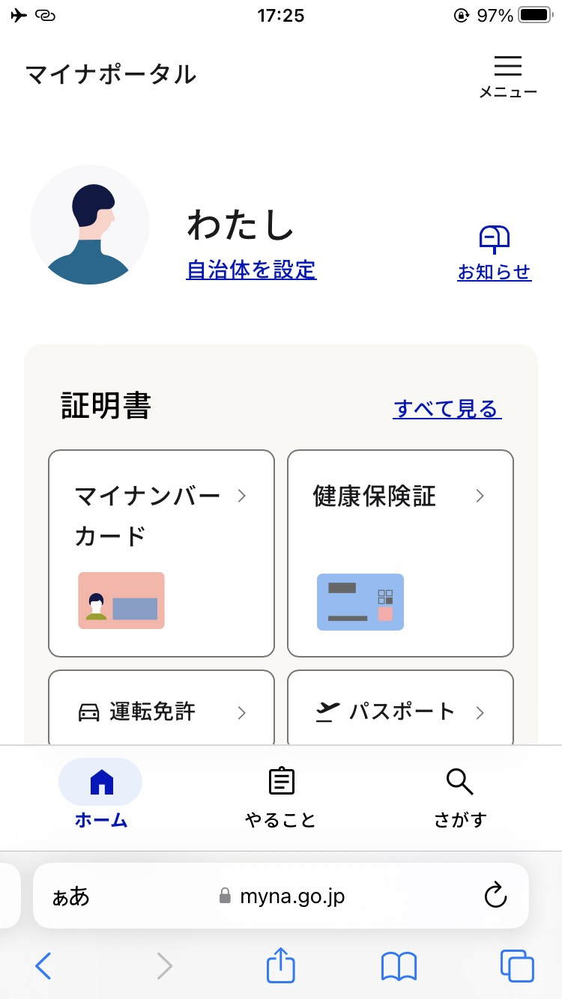 17:25
97%
マイナポータル
メニュー
わたし
自治体を設定
お知らせ
証明書
すべて見る
マイナンバー
カード
健康保険証
運転免許
パスポート
ホーム
やること
さがす
ぁあ
myna.go.jp